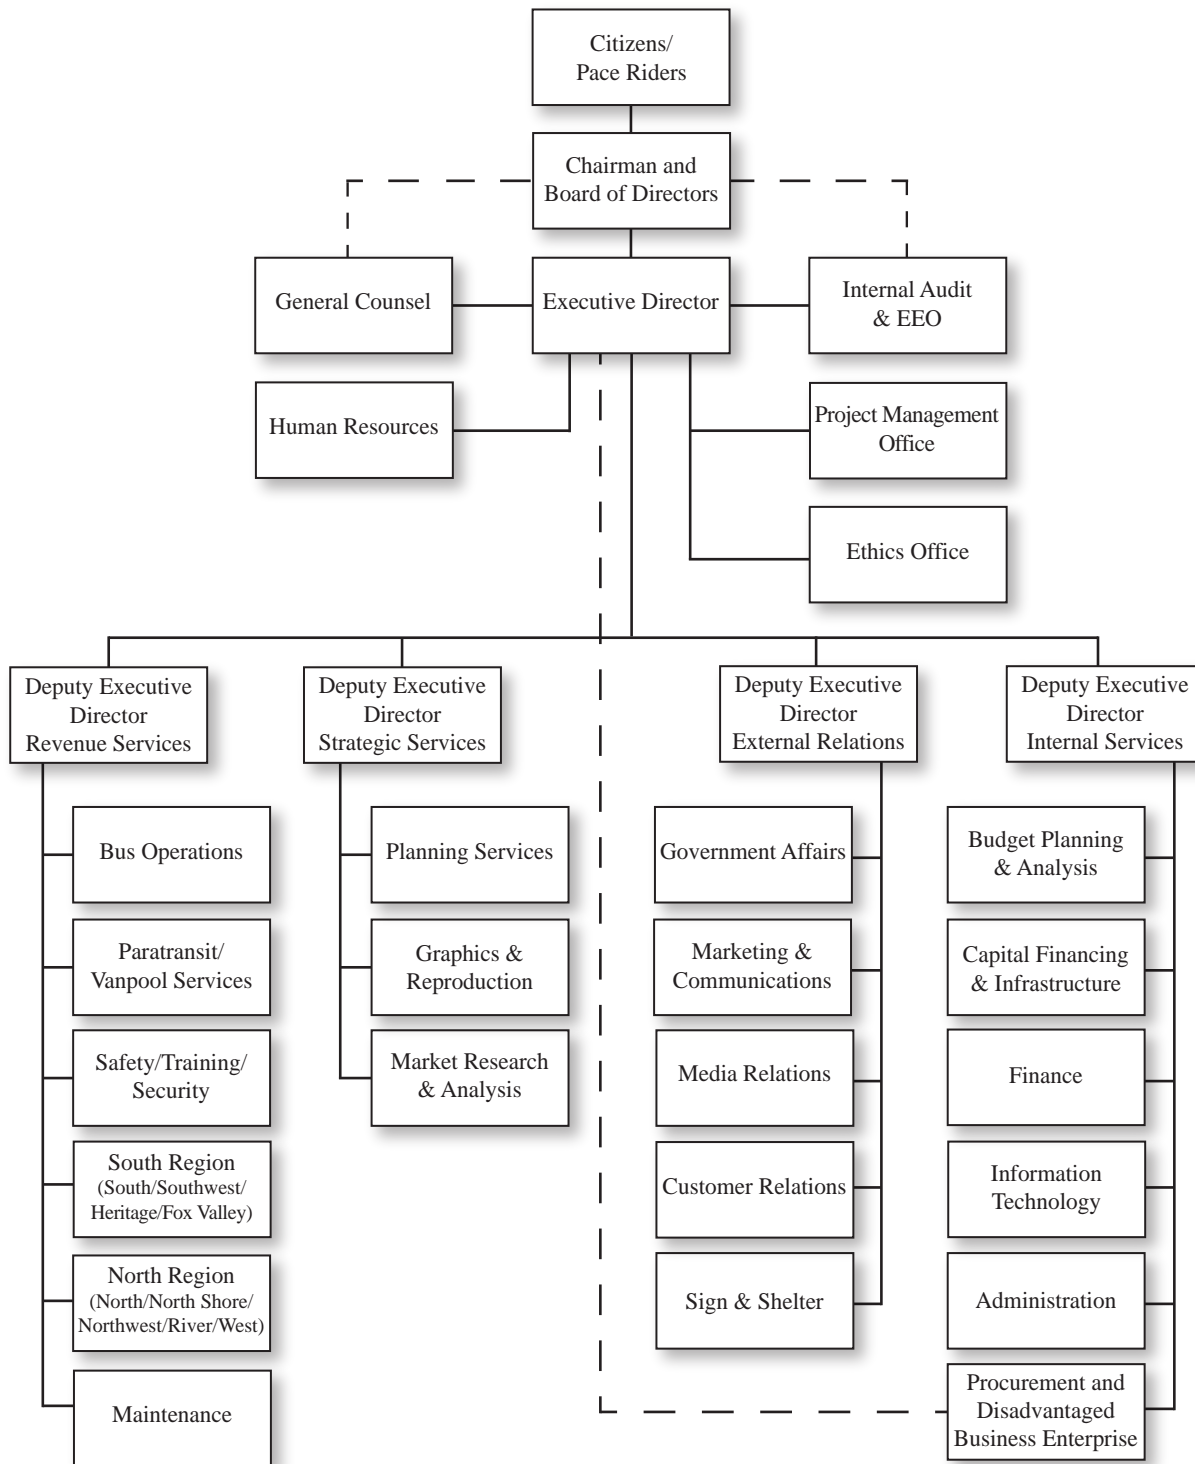 Citizens/
Pace Riders
Chairman and
Board of Directors
General Counsel
Executive Director
Internal Audit
& EEO
Human Resources
Project Management
Office
Ethics Office
Deputy Executive
Director
Revenue Services
Deputy Executive
Director
Strategic Services
Deputy Executive
Director
External Relations
Deputy Executive
Director
Internal Services
Bus Operations
Paratransit/
Vanpool Services
Safety/Training/
Security
South Region
(South/Southwest/
Heritage/Fox Valley)
North Region
(North/North Shore/
Northwest/River/West)
Maintenance
Planning Services
Graphics &
Reproduction
Market Research
& Analysis
Government Affairs
Marketing &
Communications
Media Relations
Customer Relations
Sign & Shelter
Budget Planning
& Analysis
Capital Financing
& Infrastructure
Finance
Information
Technology
Administration
Procurement and
Disadvantaged
Business Enterprise